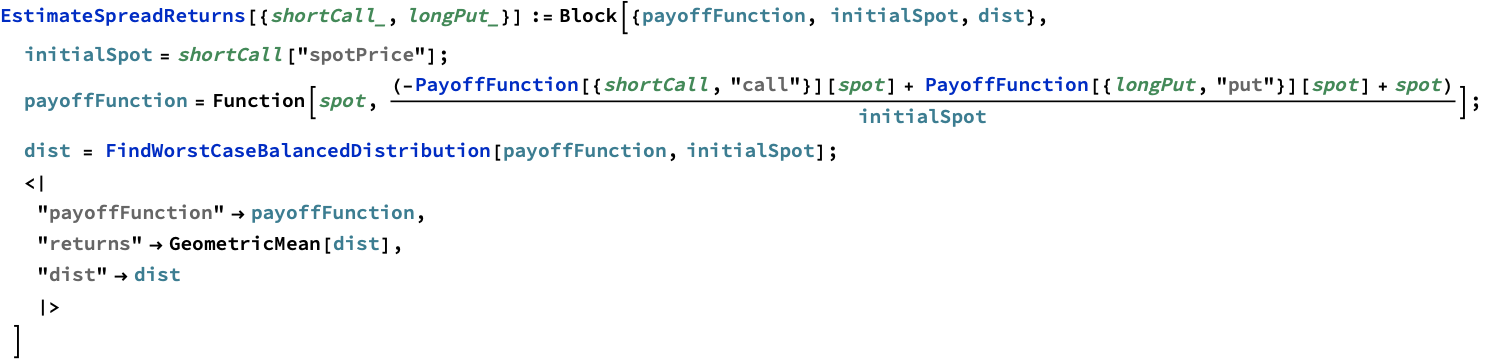 EstimateSpreadReturns[{shortCall_, longPut_}] := Block[{payoffFunction, initialSpot, dist},
initialSpot = shortCall["spotPrice"];
payoffFunction = Function[spot, (-PayoffFunction[{shortCall, "call"}][spot] + PayoffFunction[{longPut, "put"}][spot] + spot)
initialSpot];
dist = FindWorstCaseBalancedDistribution[payoffFunction, initialSpot];
<|
"payoffFunction" → payoffFunction,
"returns" → GeometricMean[dist],
"dist" → dist
|>
]